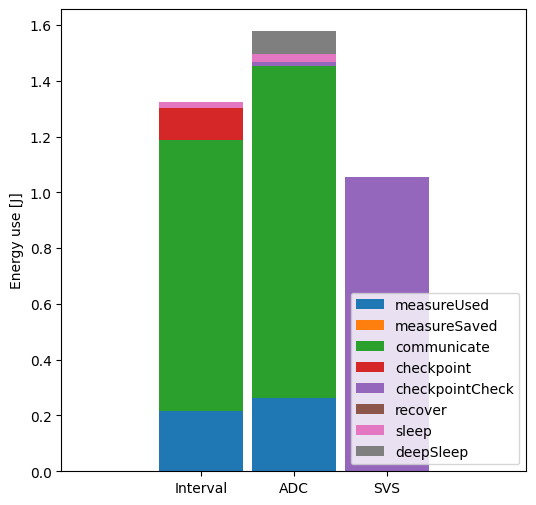 Energy use [J]
1.6
1.4
1.2
1.0
0.8
0.6
0.4
0.2
0.0
Interval
ADC
SVS
measureUsed
measureSaved
communicate
checkpoint
checkpointCheck
recover
sleep
deepSleep